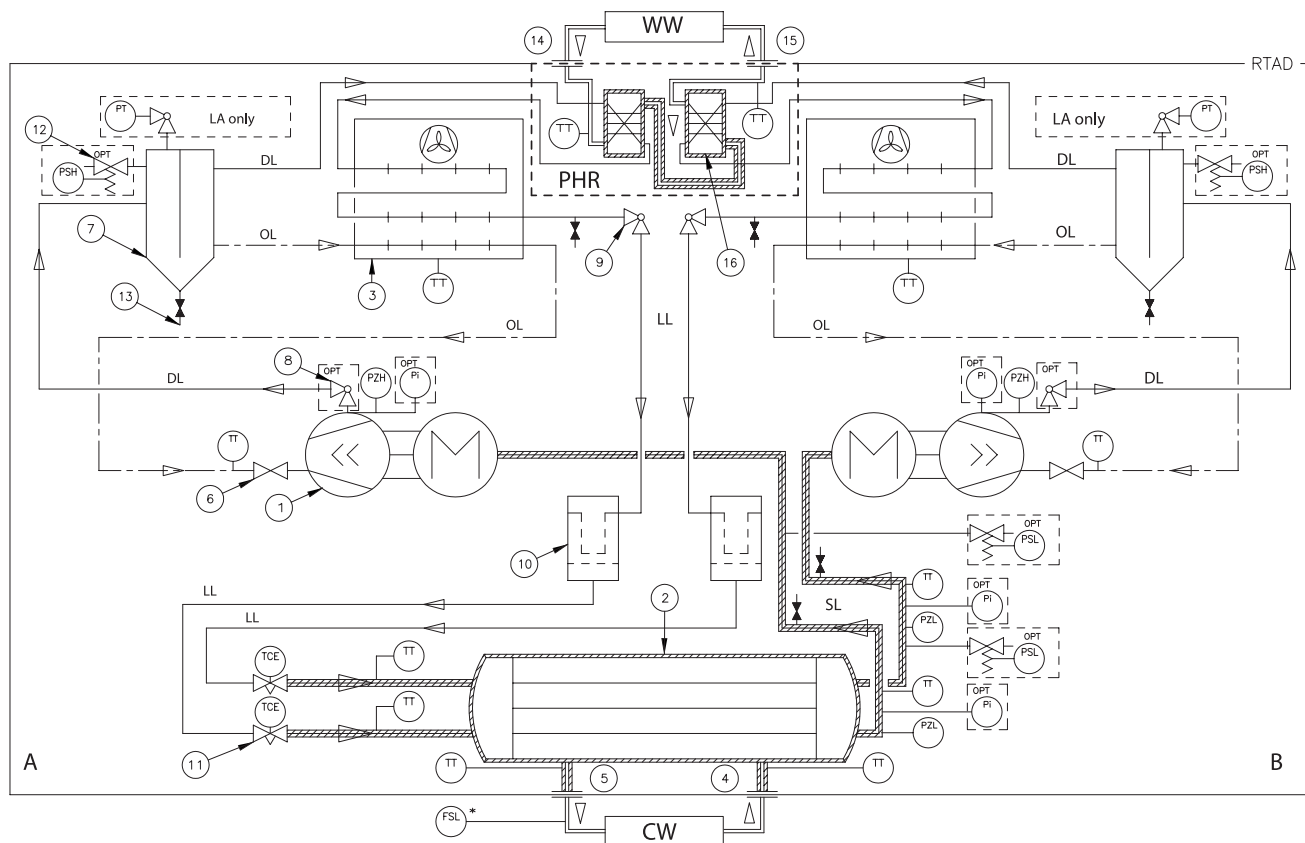 14
WW
15
RTAD
PT
LA only
LA only
PT
12
OPT
PSH
DL
TT
TT
DL
OPT
PSH
PHR
7
OL
9
16
OL
3
TT
TT
13
LL
OL
OL
8
OPT
PZH
OPT
Pi
OPT
Pi
PZH
OPT
DL
DL
TT
TT
6
1
10
OPT
PSL
LL
2
TT
OPT
Pi
LL
SL
PZL
OPT
PSL
TCE
TT
TT
OPT
Pi
TCE
TT
PZL
11
A
TT
5
4
TT
B
FSL *
CW